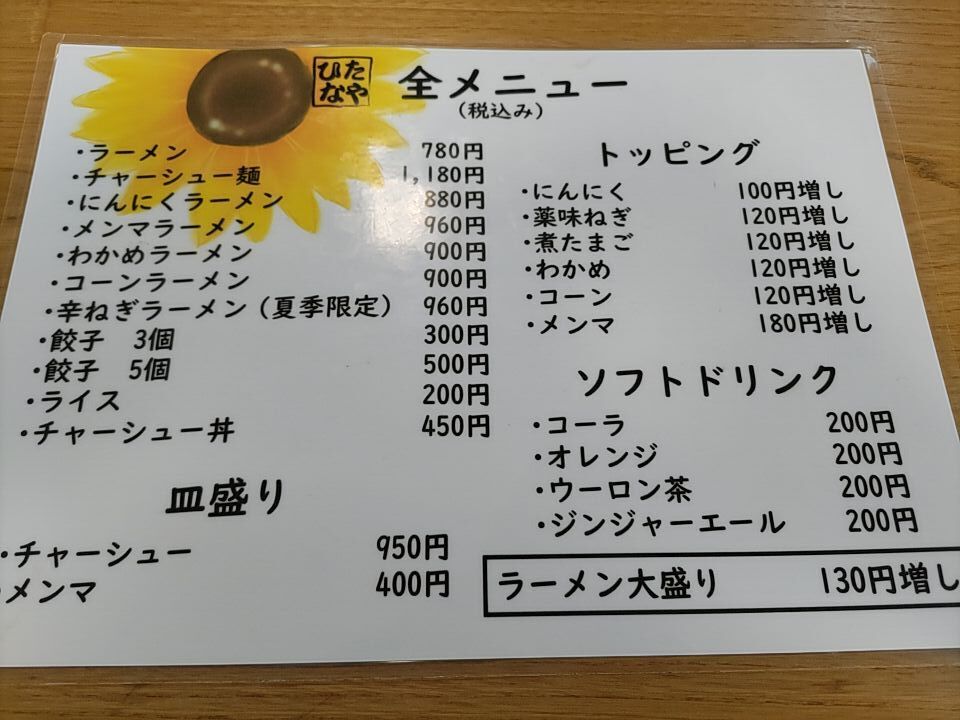 ひた
なや
全メニュー
(税込み)
・ラーメン 780円
・チャーシュー麺 1,180円
・にんにくラーメン 880円
・メンマラーメン 960円
・わかめラーメン 900円
・コーンラーメン 900円
・辛ねぎラーメン(夏季限定) 960円
・餃子 3個 300円
・餃子 5個 500円
・ライス 200円
・チャーシュー丼 450円
皿盛り
・チャーシュー 950円
・メンマ 400円
トッピング
・にんにく 100円増し
・薬味ねぎ 120円増し
・煮たまご 120円増し
・わかめ 120円増し
・コーン 120円増し
・メンマ 180円増し
ソフトドリンク
・コーラ 200円
・オレンジ 200円
・ウーロン茶 200円
・ジンジャーエール 200円
ラーメン大盛り 130円増し